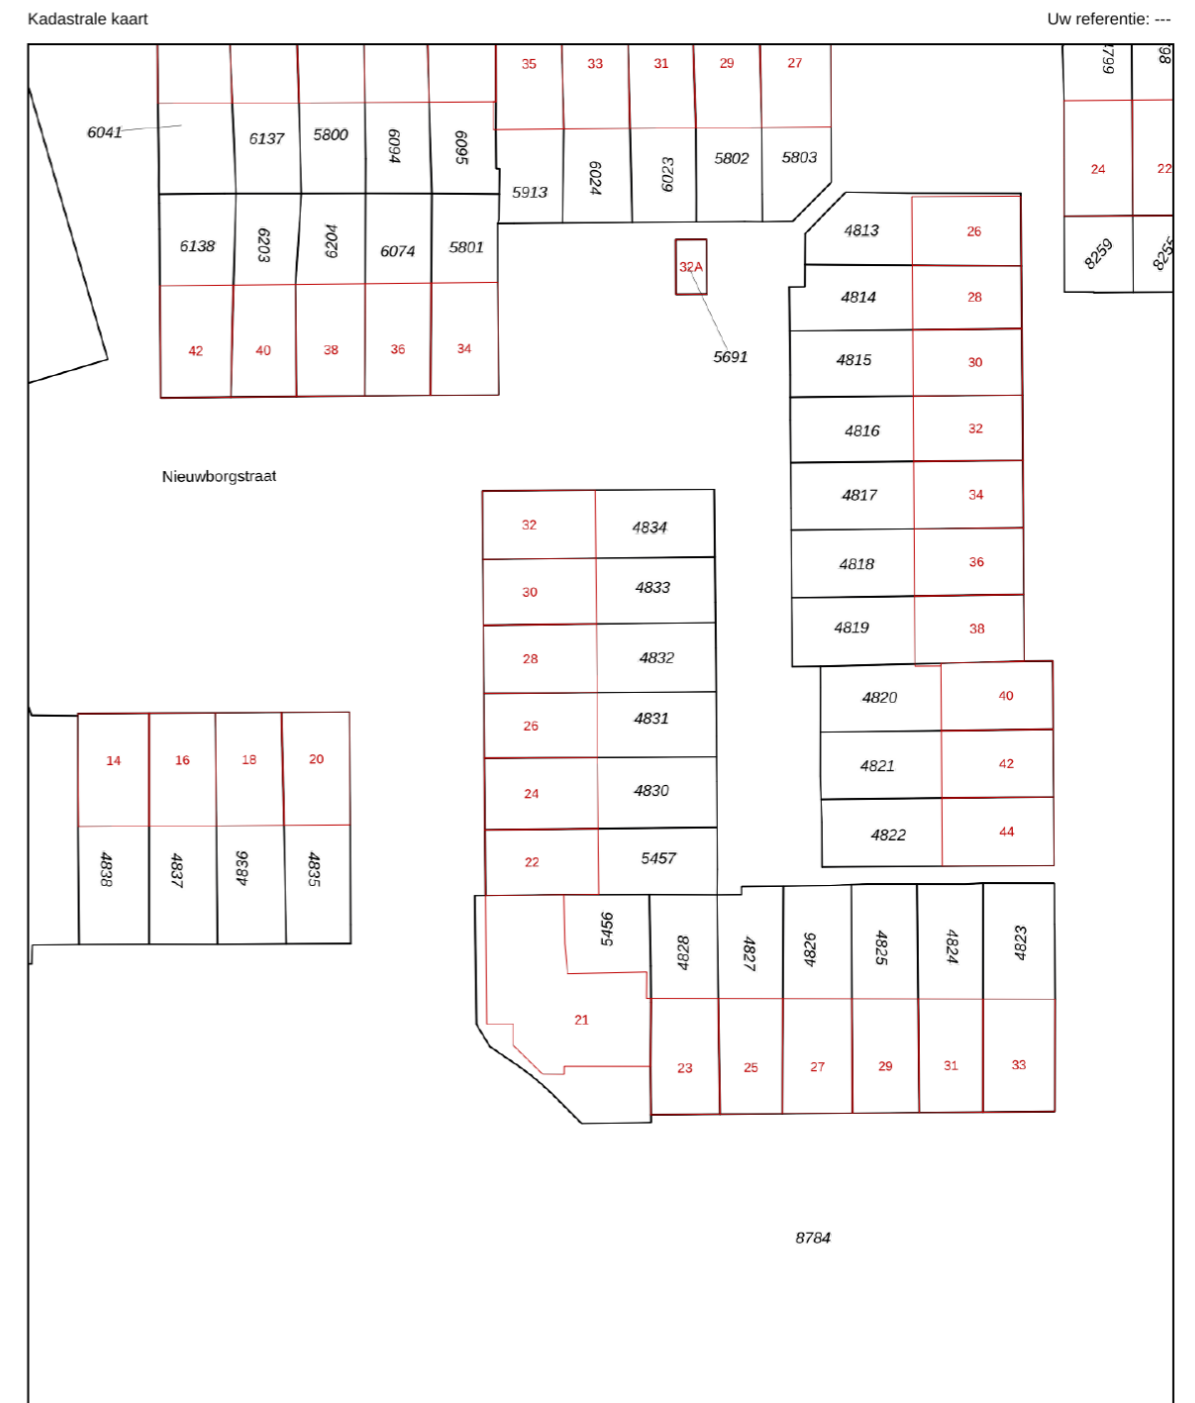 Kadastrale kaart
Uw referentie: ---
35 33 31 29 27
6041 6137 5800 6094 6095
5913 6024 6023 5802 5803
24 22
6138 6203 6204 6074 5801
32A
5691
42 40 38 36 34
4813 26
8259 8255
4814 28
4815 30
4816 32
4817 34
4818 36
4819 38
4820 40
4821 42
4822 44
Nieuwborgstraat
32 4834
30 4833
28 4832
26 4831
24 4830
22 5457
14 16 18 20
4838 4837 4836 4835
5456 4828 4827 4826 4825 4824 4823
21
23 25 27 29 31 33
8784